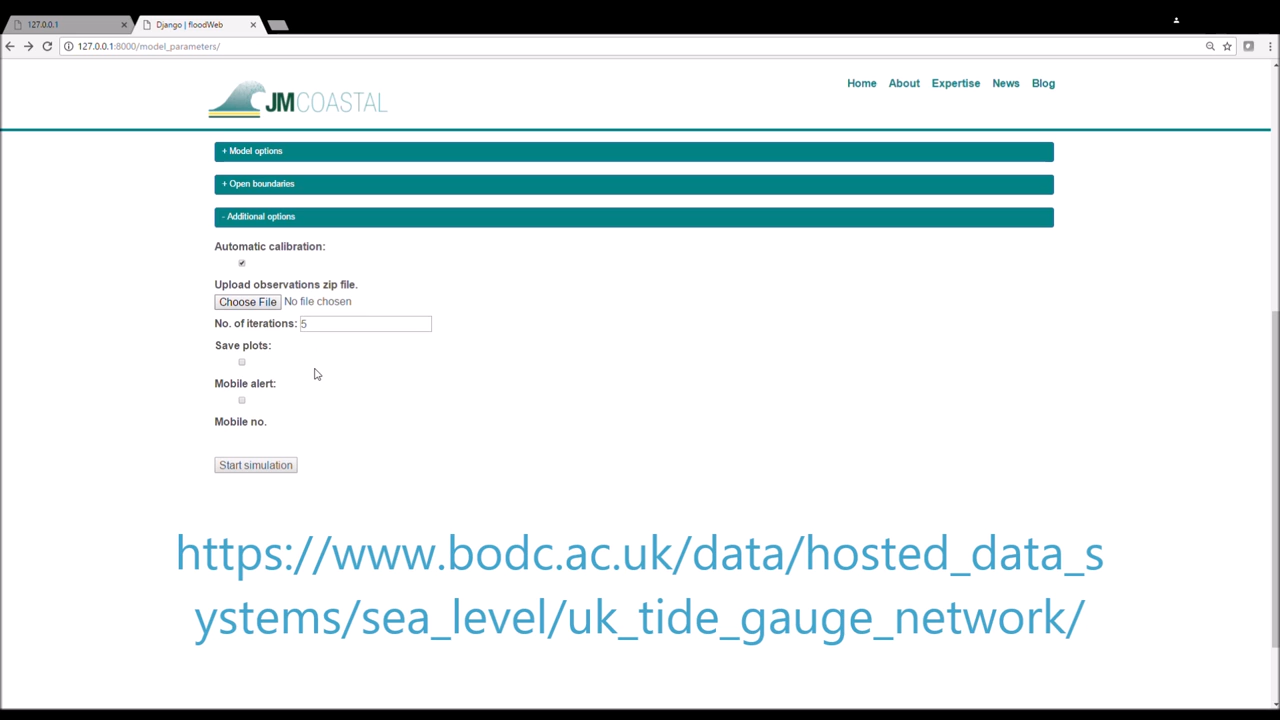 127.0.0.1
Django | floodWeb
127.0.0.1:8000/model_parameters/
JMCOASTAL
Home About Expertise News Blog
+ Model options
+ Open boundaries
- Additional options
Automatic calibration:
Upload observations zip file.
Choose File No file chosen
No. of iterations: 5
Save plots:
Mobile alert:
Mobile no.
Start simulation
https://www.bodc.ac.uk/data/hosted_data_s
ystems/sea_level/uk_tide_gauge_network/